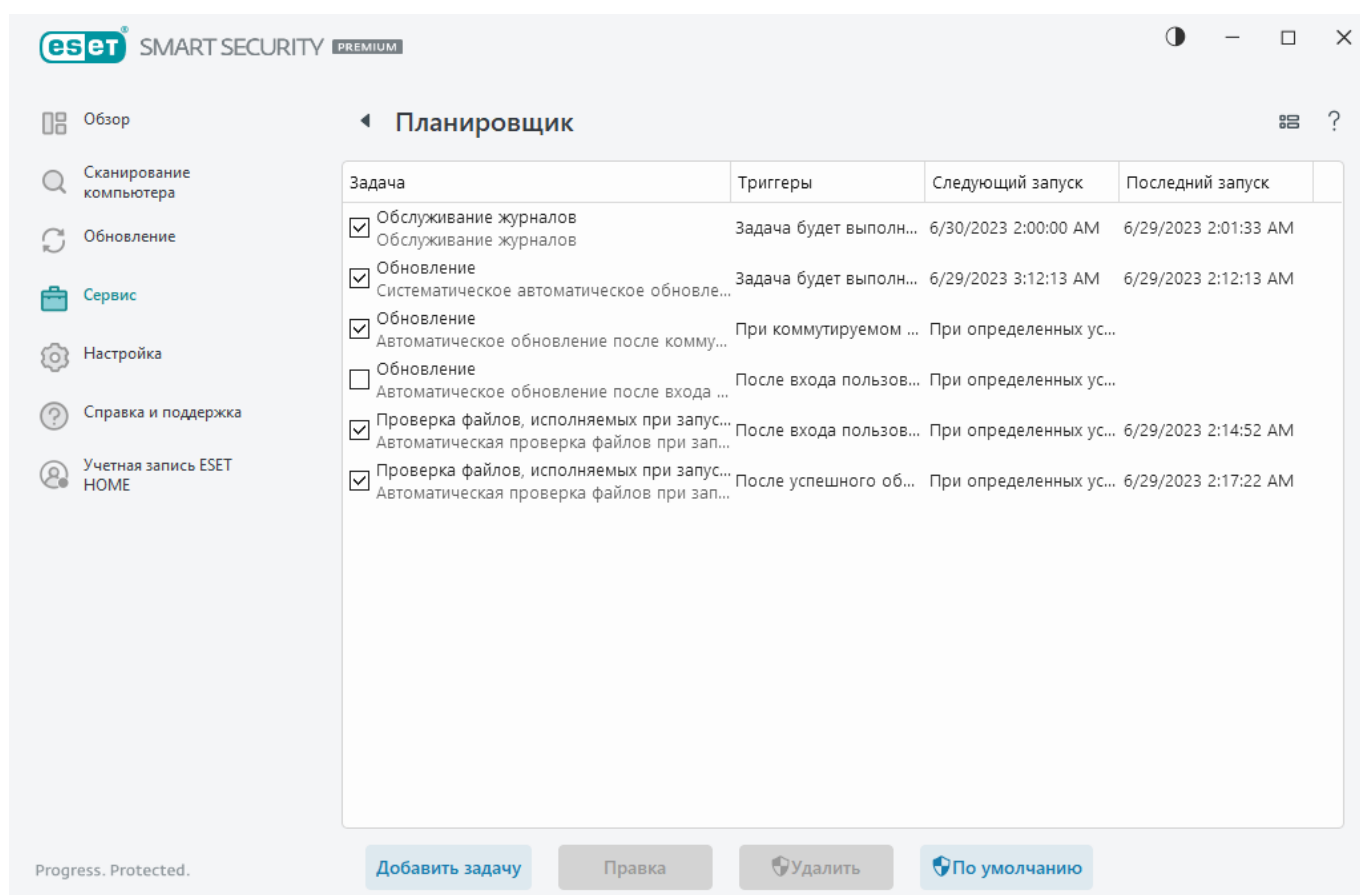 eset® SMART SECURITY PREMIUM
Обзор
Сканирование
компьютера
Обновление
Сервис
Настройка
Справка и поддержка
Учетная запись ESET
HOME
Планировщик
?
Задача Триггеры Следующий запуск Последний запуск
Обслуживание журналов
Обслуживание журналов
Задача будет выполн... 6/30/2023 2:00:00 AM 6/29/2023 2:01:33 AM
Обновление
Систематическое автоматическое обновле...
Задача будет выполн... 6/29/2023 3:12:13 AM 6/29/2023 2:12:13 AM
Обновление
Автоматическое обновление после комму...
При коммутируемом ... При определенных ус...
Обновление
Автоматическое обновление после входа ...
После входа пользов... При определенных ус...
Проверка файлов, исполняемых при запус...
Автоматическая проверка файлов при зап...
После входа пользов... При определенных ус... 6/29/2023 2:14:52 AM
Проверка файлов, исполняемых при запус...
Автоматическая проверка файлов при зап...
После успешного об... При определенных ус... 6/29/2023 2:17:22 AM
Progress. Protected.
Добавить задачу Правка Удалить По умолчанию